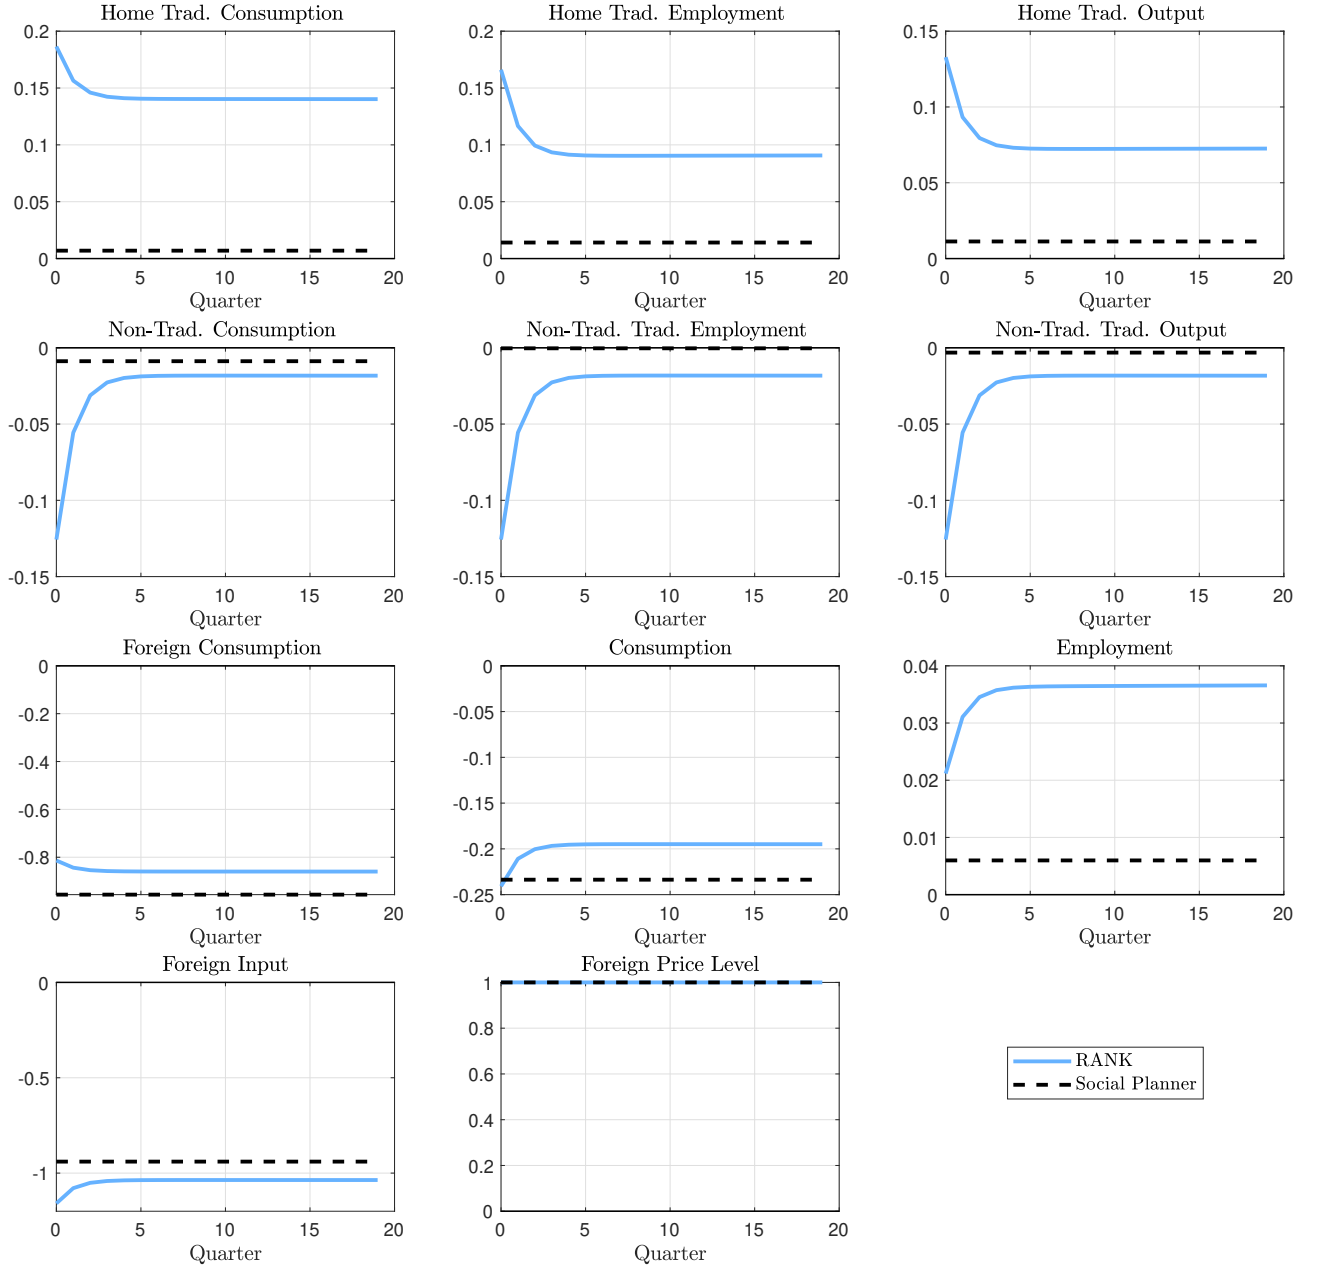 Home Trad. Consumption
0.2
0.15
0.1
0.05
0
0 5 10 15 20
Quarter
Home Trad. Employment
0.2
0.15
0.1
0.05
0
0 5 10 15 20
Quarter
Home Trad. Output
0.15
0.1
0.05
0
0 5 10 15 20
Quarter
Non-Trad. Consumption
0
-0.05
-0.1
-0.15
0 5 10 15 20
Quarter
Non-Trad. Trad. Employment
0
-0.05
-0.1
-0.15
0 5 10 15 20
Quarter
Non-Trad. Trad. Output
0
-0.05
-0.1
-0.15
0 5 10 15 20
Quarter
Foreign Consumption
0
-0.2
-0.4
-0.6
-0.8
0 5 10 15 20
Quarter
Consumption
0
-0.05
-0.1
-0.15
-0.2
-0.25
0 5 10 15 20
Quarter
Employment
0.04
0.03
0.02
0.01
0
0 5 10 15 20
Quarter
Foreign Input
0
-0.5
-1
0 5 10 15 20
Quarter
Foreign Price Level
1
0.8
0.6
0.4
0.2
0
0 5 10 15 20
Quarter
RANK
Social Planner